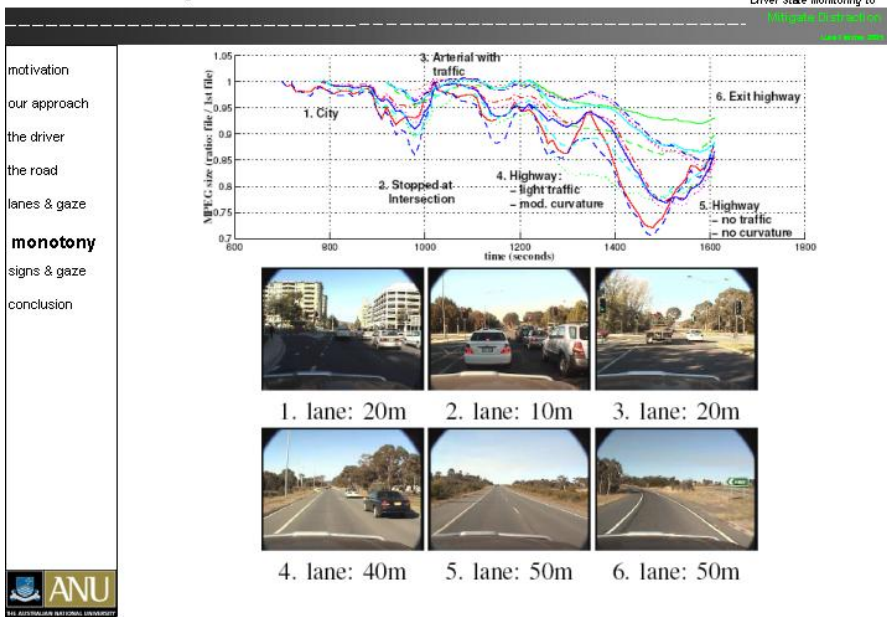 Driver state monitoring to
Mitigate Distraction
motivation
our approach
the driver
the road
lanes & gaze
monotony
signs & gaze
conclusion
MPEG size (ratio: file / 1st file)
1.05
1
0.95
0.9
0.85
0.8
0.75
0.7
600
800
1000
1200
1400
1600
1800
time (seconds)
1. City
2. Stopped at
Intersection
3. Arterial with
traffic
4. Highway:
– light traffic
– mod. curvature
5. Highway
– no traffic
– no curvature
6. Exit highway
1. lane: 20m
2. lane: 10m
3. lane: 20m
4. lane: 40m
5. lane: 50m
6. lane: 50m
ANU
THE AUSTRALIAN NATIONAL UNIVERSITY